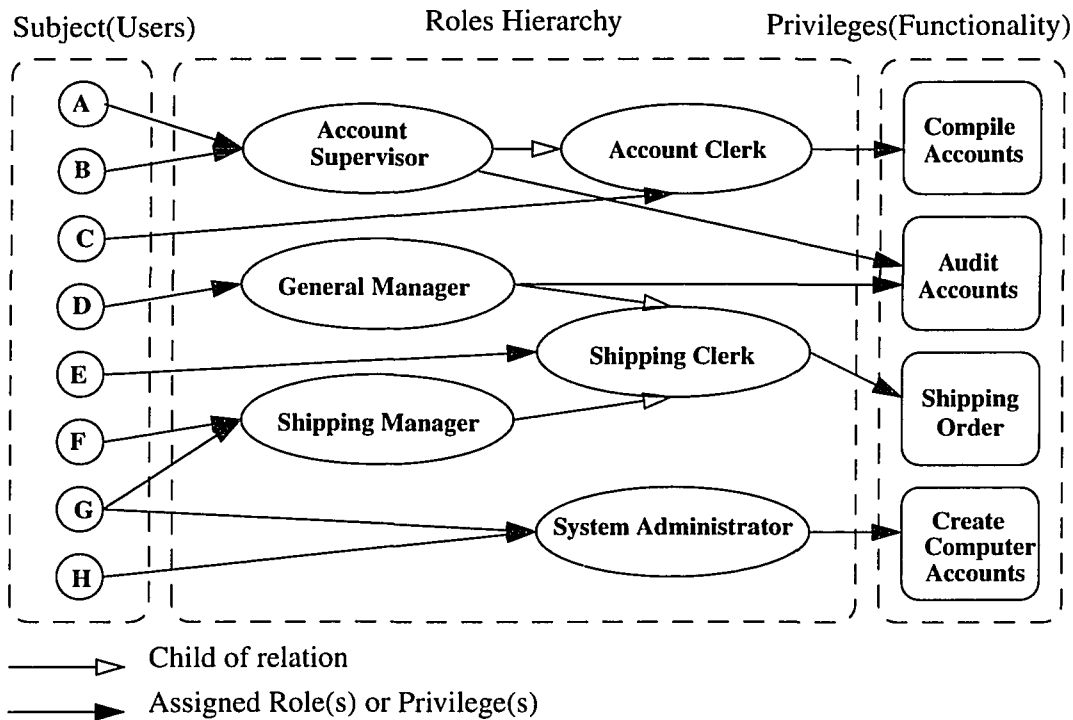 Subject(Users)
Roles Hierarchy
Privileges(Functionality)
A
B
C
D
E
F
G
H
Account
Supervisor
Account Clerk
General Manager
Shipping Clerk
Shipping Manager
System Administrator
Compile
Accounts
Audit
Accounts
Shipping
Order
Create
Computer
Accounts
Child of relation
Assigned Role(s) or Privilege(s)